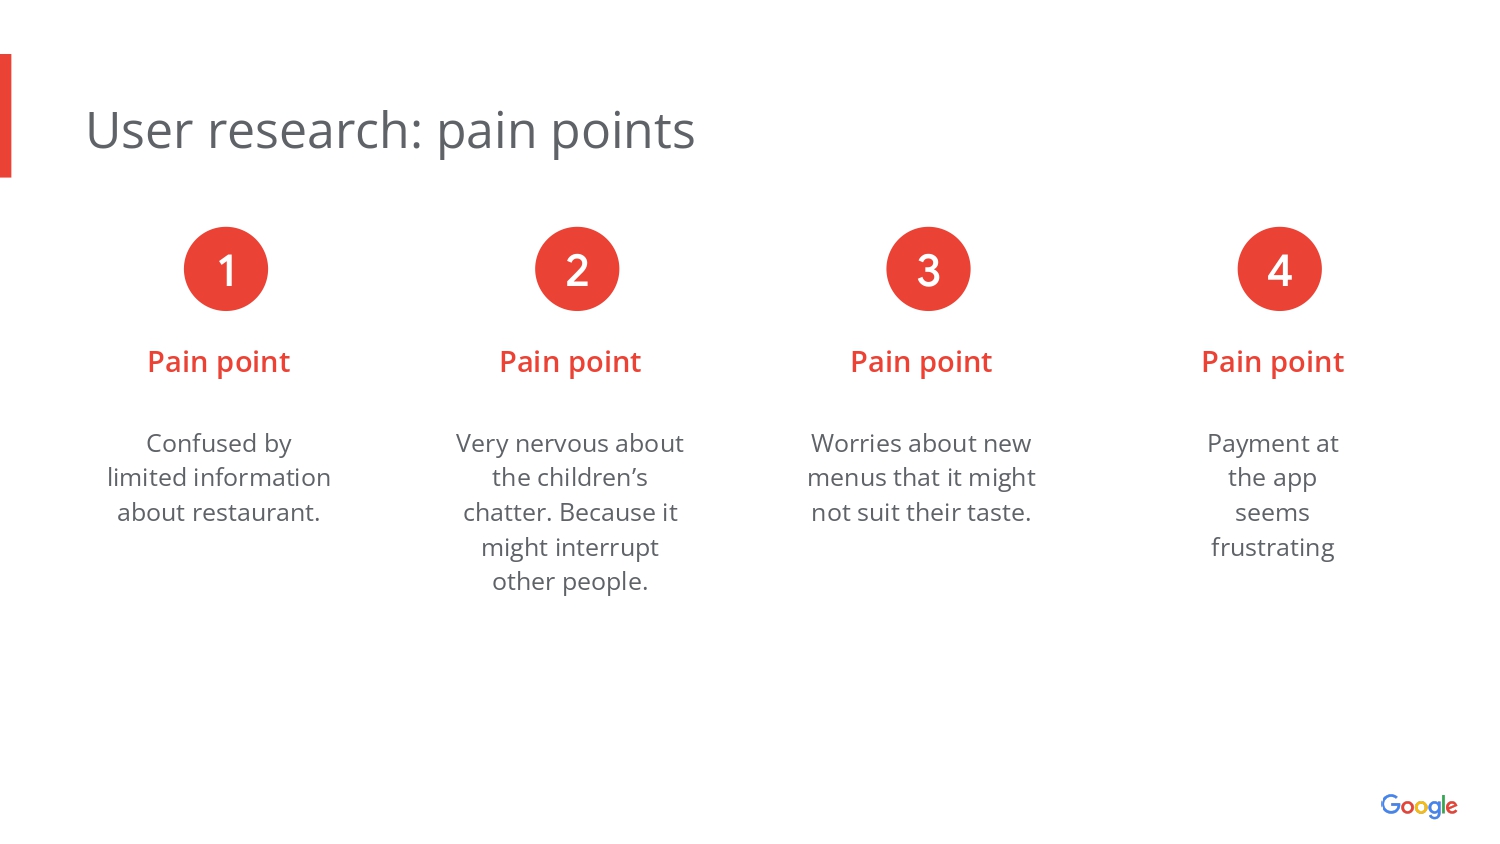 User research: pain points
1
Pain point
Confused by
limited information
about restaurant.
2
Pain point
Very nervous about
the children’s
chatter. Because it
might interrupt
other people.
3
Pain point
Worries about new
menus that it might
not suit their taste.
4
Pain point
Payment at
the app
seems
frustrating
Google